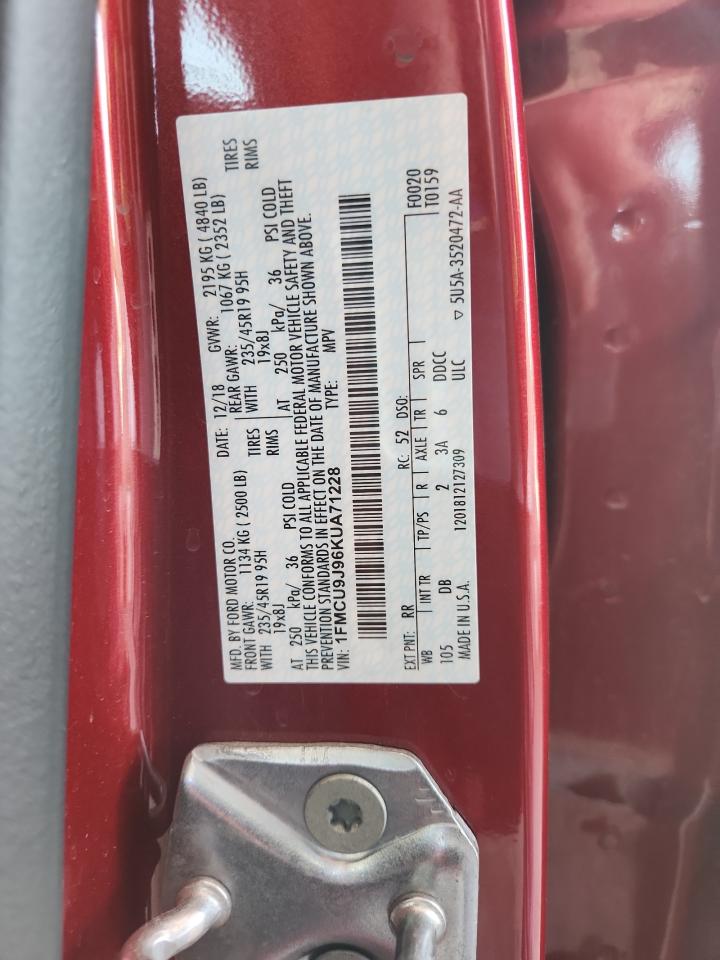 MFD. BY FORD MOTOR CO. DATE: 12/18 GVWR: 2195 KG ( 4840 LB)
FRONT GAWR: 1134 KG ( 2500 LB) REAR GAWR: 1067 KG ( 2352 LB)
WITH 235/45R19 95H TIRES WITH 235/45R19 95H TIRES
19x8J RIMS 19x8J RIMS
AT 250 kPa/ 36 PSI COLD AT 250 kPa/ 36 PSI COLD
THIS VEHICLE CONFORMS TO ALL APPLICABLE FEDERAL MOTOR VEHICLE SAFETY AND THEFT
PREVENTION STANDARDS IN EFFECT ON THE DATE OF MANUFACTURE SHOWN ABOVE.
VIN: 1FMCU9J96KUA71228 TYPE: MPV
EXT PNT: RR RC: 52 DSO: F0020
WB INT TR TP/PS R AXLE TR SPR T0159
105 DB 2 3A 6 DDCC
MADE IN U.S.A. 1201812127309 ULC ▽ 5U5A-3520472-AA